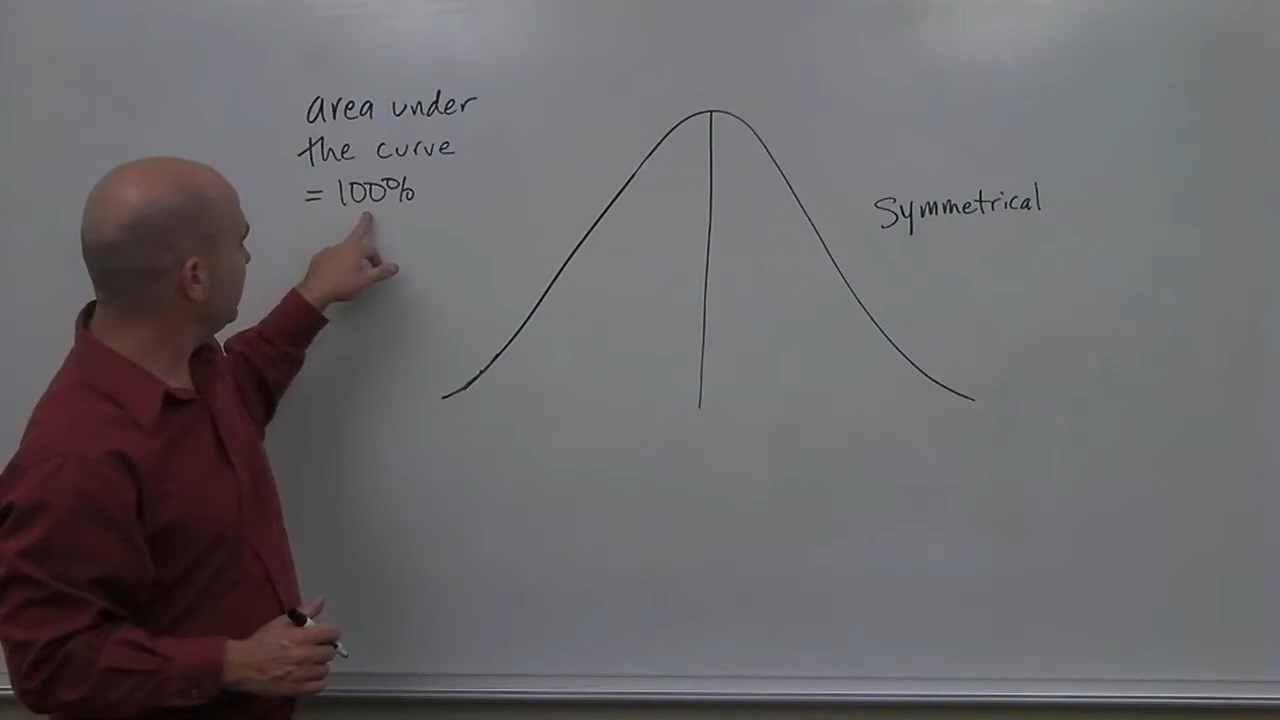 area under
the curve
= 100%
Symmetrical